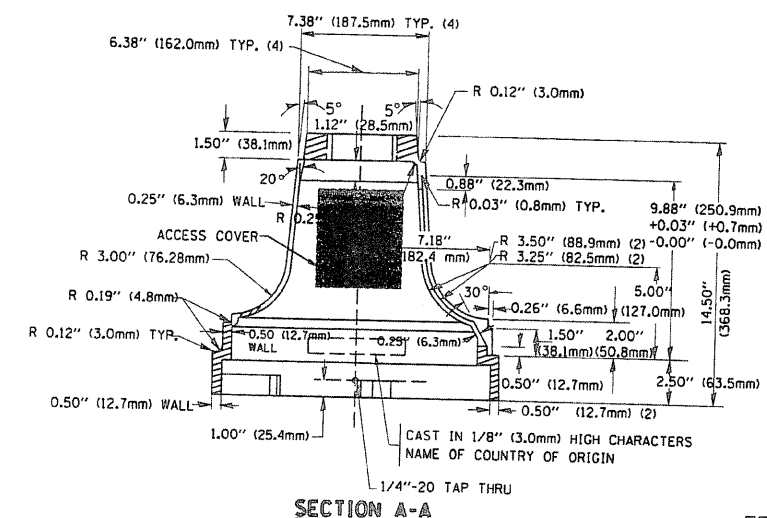 7.38" (187.5mm) TYP. (4)
6.38" (162.0mm) TYP. (4)
R 0.12" (3.0mm)
5°
5°
1.12" (28.5mm)
1.50" (38.1mm)
20°
0.88" (22.3mm)
0.25" (6.3mm) WALL
R 0.03" (0.8mm) TYP.
9.88" (250.9mm)
+0.03" (+0.7mm)
-0.00" (-0.0mm)
ACCESS COVER
7.18"
182.4 mm)
R 3.50" (88.9mm) (2)
R 3.25" (82.5mm) (2)
R 3.00" (76.28mm)
30°
5.00"
(127.0mm)
14.50"
(368.3mm)
R 0.19" (4.8mm)
0.26" (6.6mm)
R 0.12" (3.0mm) TYP.
0.50 (12.7mm)
WALL
0.25" (6.3mm)
1.50"
(38.1mm)
2.00"
(50.8mm)
0.50" (12.7mm)
2.50" (63.5mm)
0.50" (12.7mm) WALL
0.50" (12.7mm) (2)
1.00" (25.4mm)
CAST IN 1/8" (3.0mm) HIGH CHARACTERS
NAME OF COUNTRY OF ORIGIN
1/4"-20 TAP THRU
SECTION A-A